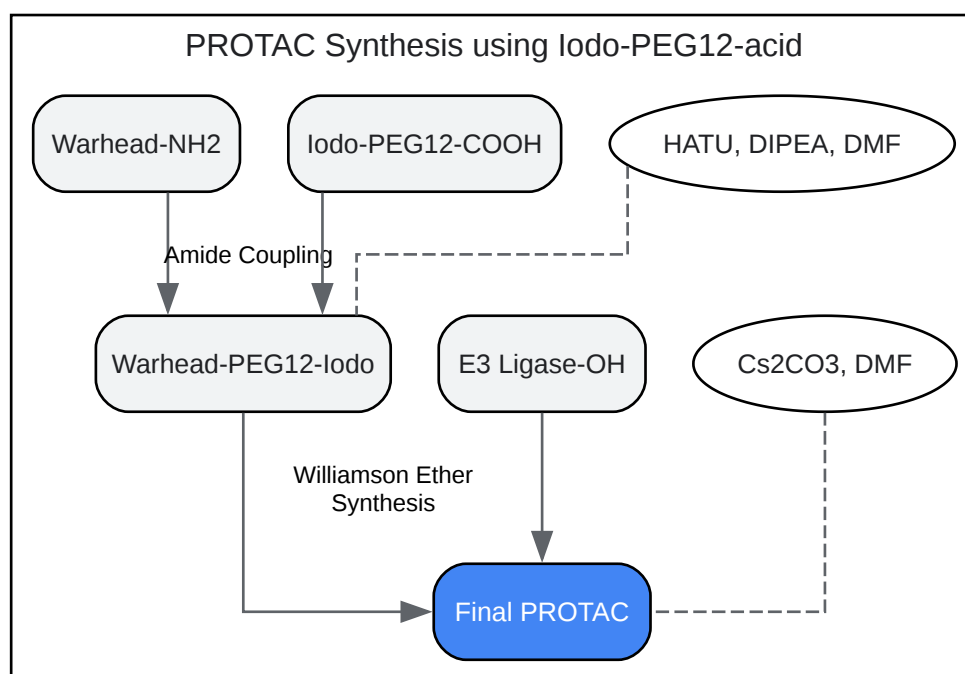 PROTAC Synthesis using Iodo-PEG12-acid
Warhead-NH2
Iodo-PEG12-COOH
HATU, DIPEA, DMF
Amide Coupling
Warhead-PEG12-Iodo
E3 Ligase-OH
Cs2CO3, DMF
Williamson Ether
Synthesis
Final PROTAC